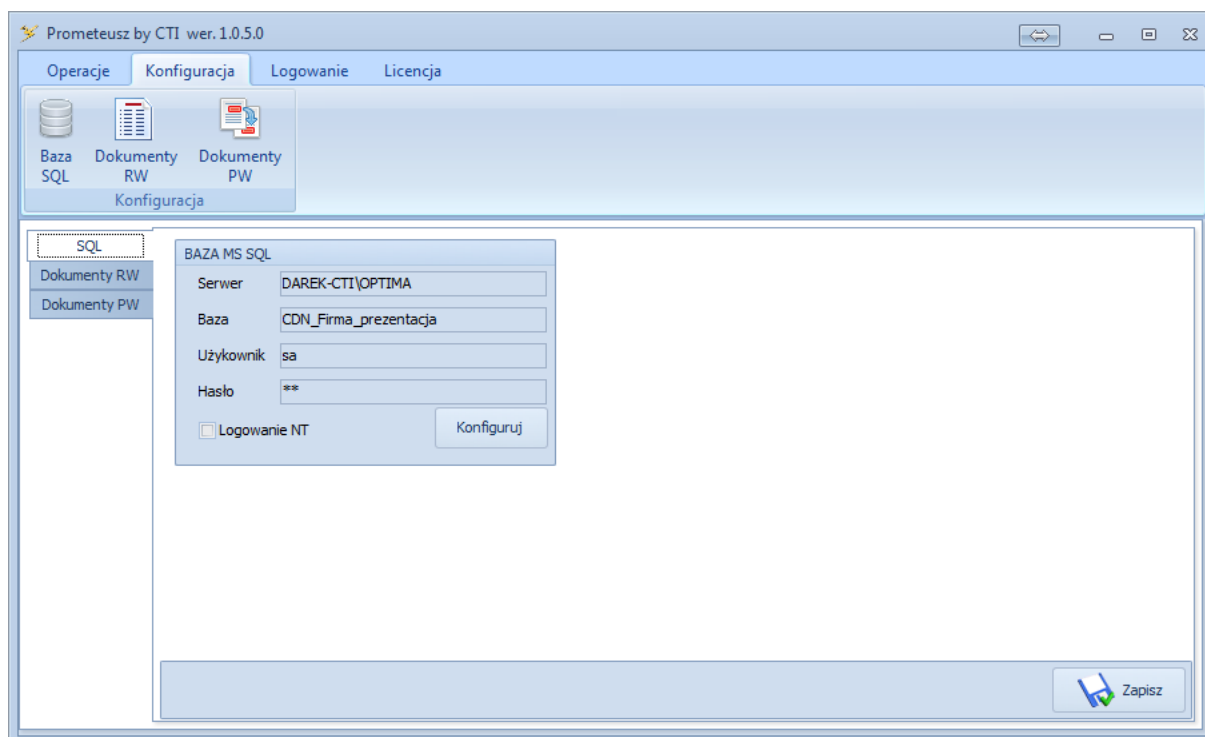 Prometeusz by CTI wer. 1.0.5.0
Operacje Konfiguracja Logowanie Licencja
Baza SQL
Dokumenty RW
Dokumenty PW
Konfiguracja
SQL
Dokumenty RW
Dokumenty PW
BAZA MS SQL
Serwer DAREK-CTI\OPTIMA
Baza CDN_Firma_prezentacja
Użykownik sa
Hasło **
Logowanie NT
Konfiguruj
Zapisz